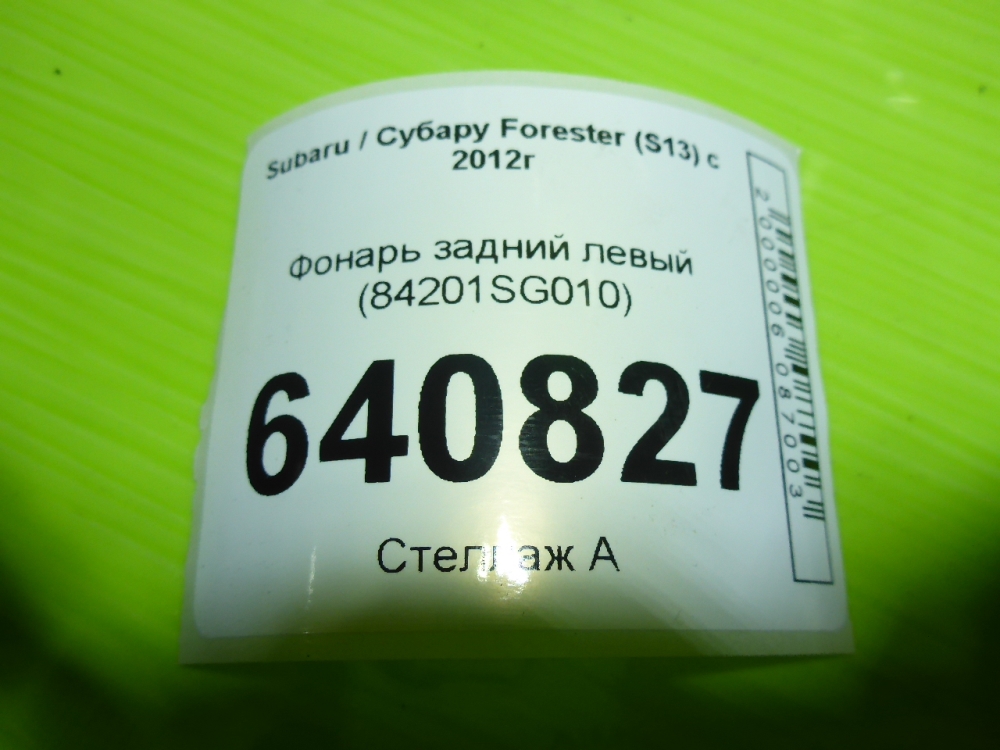 Subaru / Субару Forester (S13) с
2012г
Фонарь задний левый
(84201SG010)
640827
Стеллаж А
2000006087003